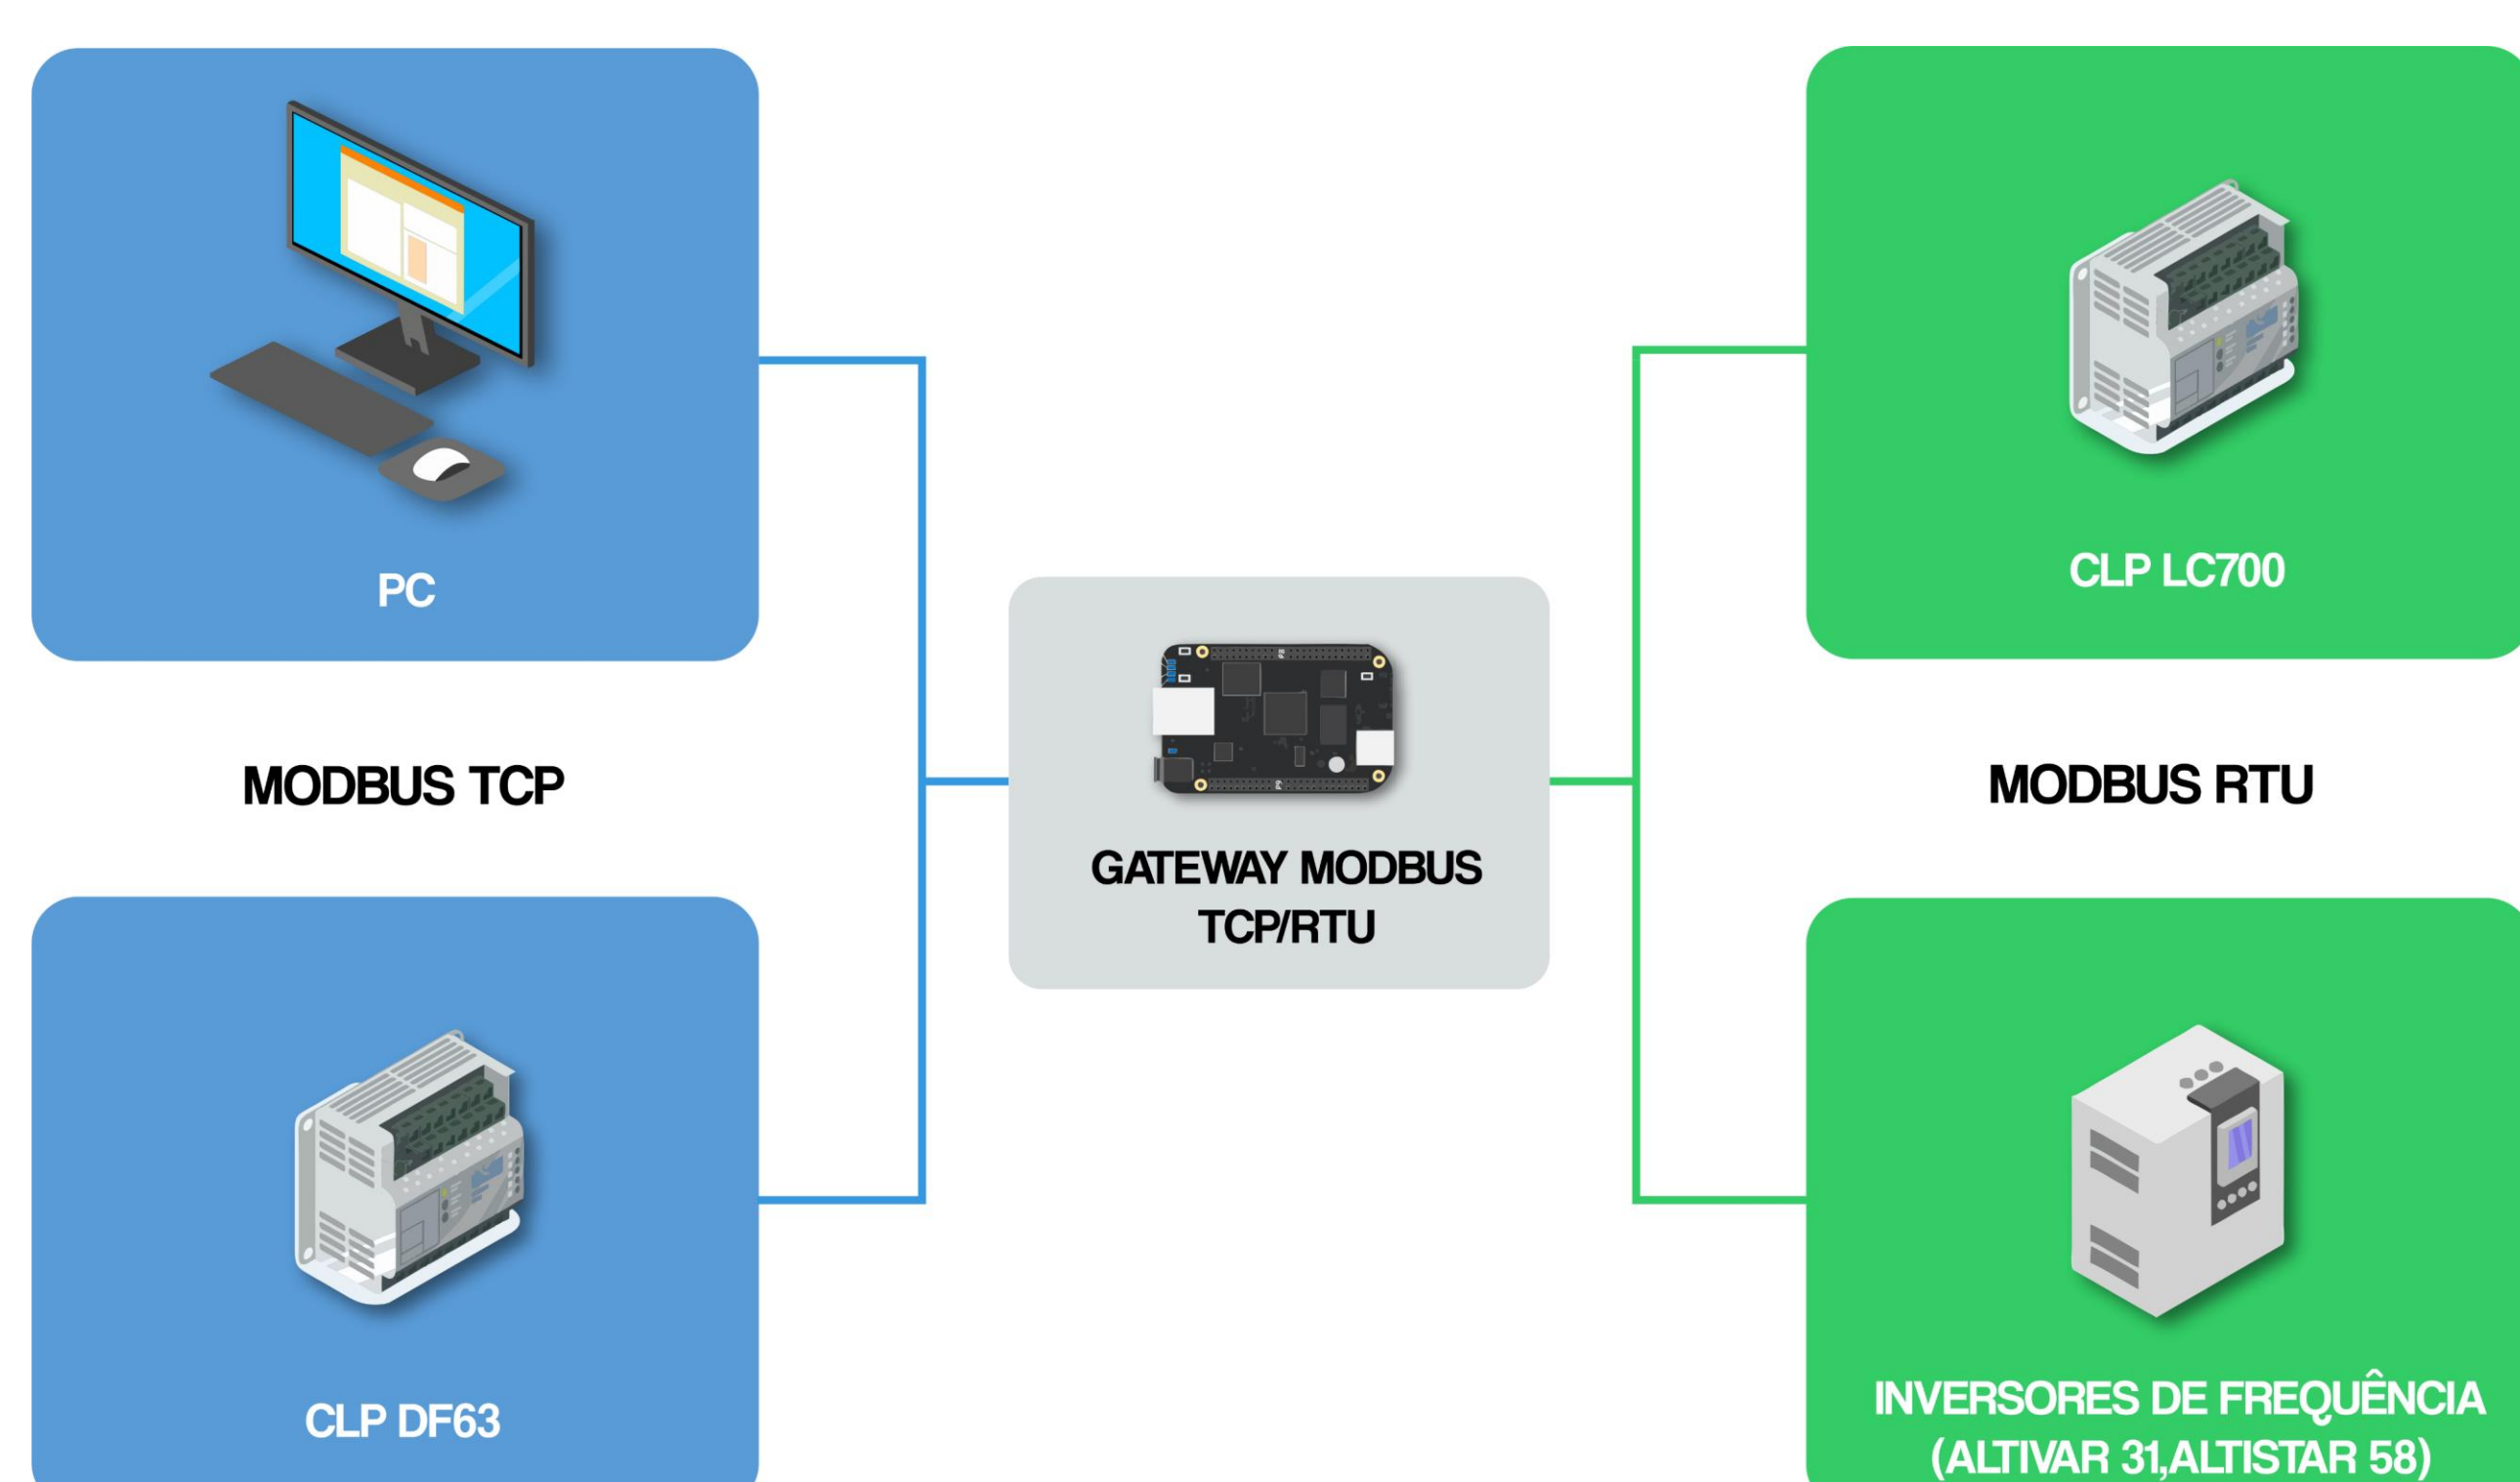 PC
CLP LC700
MODBUS TCP
GATEWAY MODBUS
TCP/RTU
MODBUS RTU
CLP DF63
INVERSORES DE FREQUÊNCIA
(ALTIVAR 31,ALTISTAR 58)